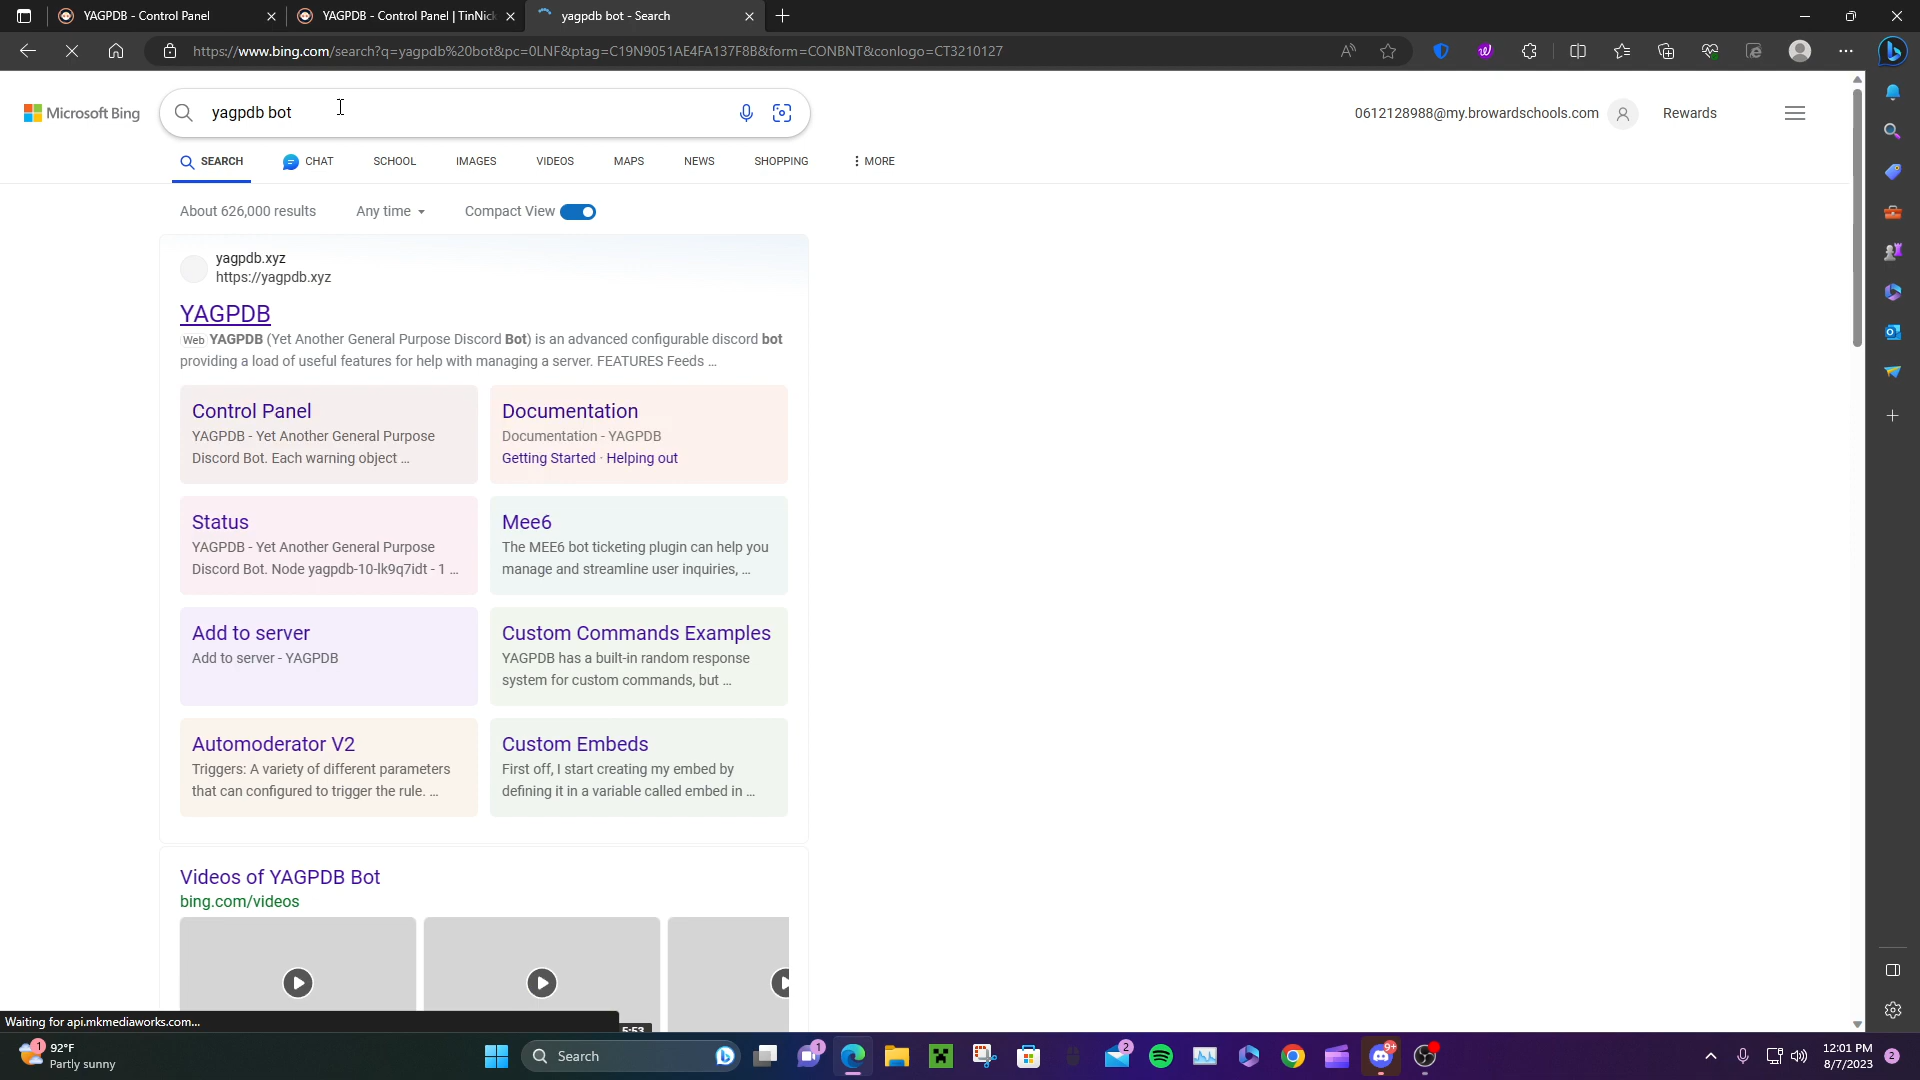 YAGPDB - Control Panel
YAGPDB - Control Panel | TinNick
yagpdb bot - Search
https://www.bing.com/search?q=yagpdb%20bot&pc=0LNF&ptag=C19N9051AE4FA137F8B&form=CONBNT&conlogo=CT3210127
Microsoft Bing
yagpdb bot
0612128988@my.browardschools.com
Rewards
SEARCH
CHAT
SCHOOL
IMAGES
VIDEOS
MAPS
NEWS
SHOPPING
MORE
About 626,000 results
Any time
Compact View
yagpdb.xyz
https://yagpdb.xyz
YAGPDB
Web YAGPDB (Yet Another General Purpose Discord Bot) is an advanced configurable discord bot
providing a load of useful features for help with managing a server. FEATURES Feeds ...
Control Panel
YAGPDB - Yet Another General Purpose
Discord Bot. Each warning object ...
Documentation
Documentation - YAGPDB
Getting Started · Helping out
Status
YAGPDB - Yet Another General Purpose
Discord Bot. Node yagpdb-10-lk9q7idt - 1 ...
Mee6
The MEE6 bot ticketing plugin can help you
manage and streamline user inquiries, ...
Add to server
Add to server - YAGPDB
Custom Commands Examples
YAGPDB has a built-in random response
system for custom commands, but ...
Automoderator V2
Triggers: A variety of different parameters
that can configured to trigger the rule. ...
Custom Embeds
First off, I start creating my embed by
defining it in a variable called embed in ...
Videos of YAGPDB Bot
bing.com/videos
5:53
Waiting for api.mkmediaworks.com...
1
92°F
Partly sunny
Search
1
2
9+
12:01 PM
8/7/2023
2